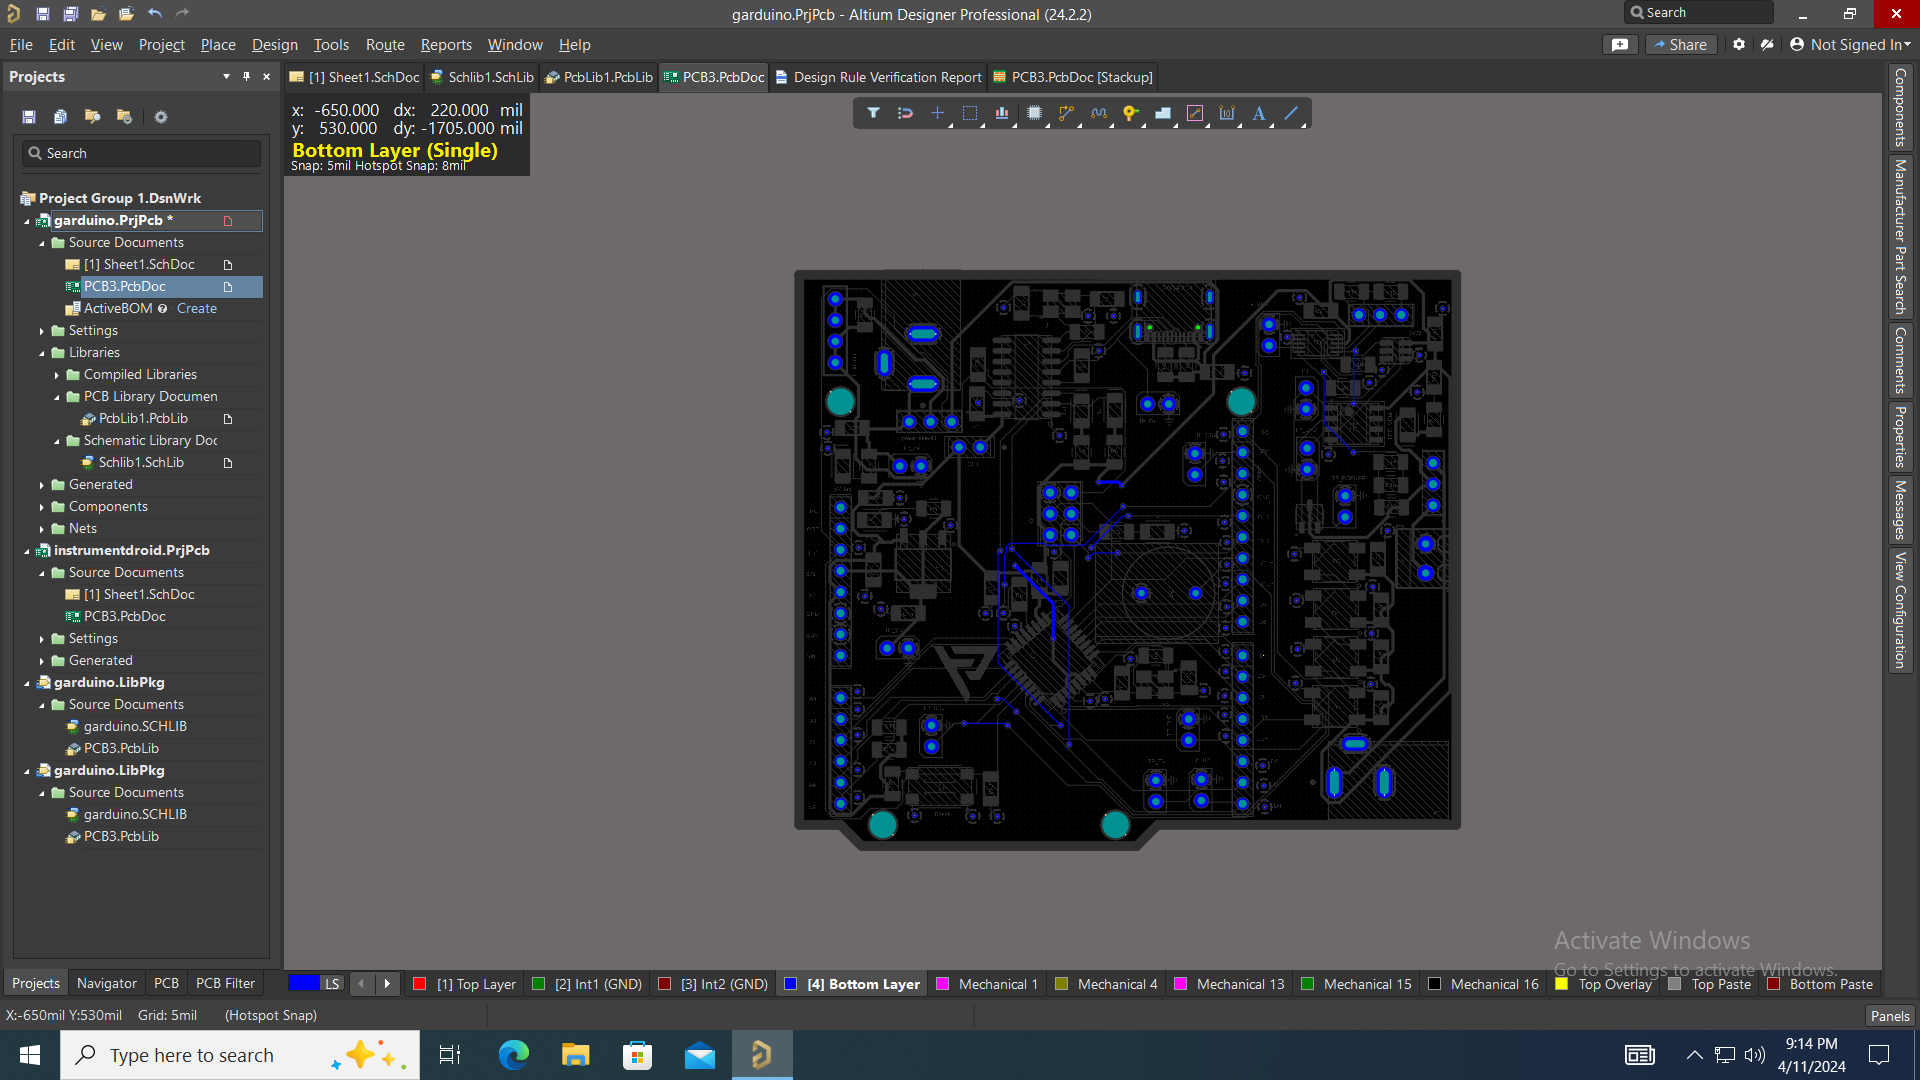 garduino.PrjPcb - Altium Designer Professional (24.2.2)
Search
File Edit View Project Place Design Tools Route Reports Window Help
Share
Not Signed In
Projects
[1] Sheet1.SchDoc
Schlib1.SchLib
PcbLib1.PcbLib
PCB3.PcbDoc
Design Rule Verification Report
PCB3.PcbDoc [Stackup]
x: -650.000 dx: 220.000 mil
y: 530.000 dy: -1705.000 mil
Bottom Layer (Single)
Snap: 5mil Hotspot Snap: 8mil
Search
Project Group 1.DsnWrk
garduino.PrjPcb *
Source Documents
[1] Sheet1.SchDoc
PCB3.PcbDoc
ActiveBOM Create
Settings
Libraries
Compiled Libraries
PCB Library Documen
PcbLib1.PcbLib
Schematic Library Doc
Schlib1.SchLib
Generated
Components
Nets
instrumentdroid.PrjPcb
Source Documents
[1] Sheet1.SchDoc
PCB3.PcbDoc
Settings
Generated
garduino.LibPkg
Source Documents
garduino.SCHLIB
PCB3.PcbLib
garduino.LibPkg
Source Documents
garduino.SCHLIB
PCB3.PcbLib
Components
Manufacturer Part Search
Comments
Properties
Messages
View Configuration
Activate Windows
Go to Settings to activate Windows.
Projects Navigator PCB PCB Filter
LS
[1] Top Layer
[2] Int1 (GND)
[3] Int2 (GND)
[4] Bottom Layer
Mechanical 1
Mechanical 4
Mechanical 13
Mechanical 15
Mechanical 16
Top Overlay
Top Paste
Bottom Paste
X:-650mil Y:530mil Grid: 5mil (Hotspot Snap)
Panels
Type here to search
9:14 PM
4/11/2024